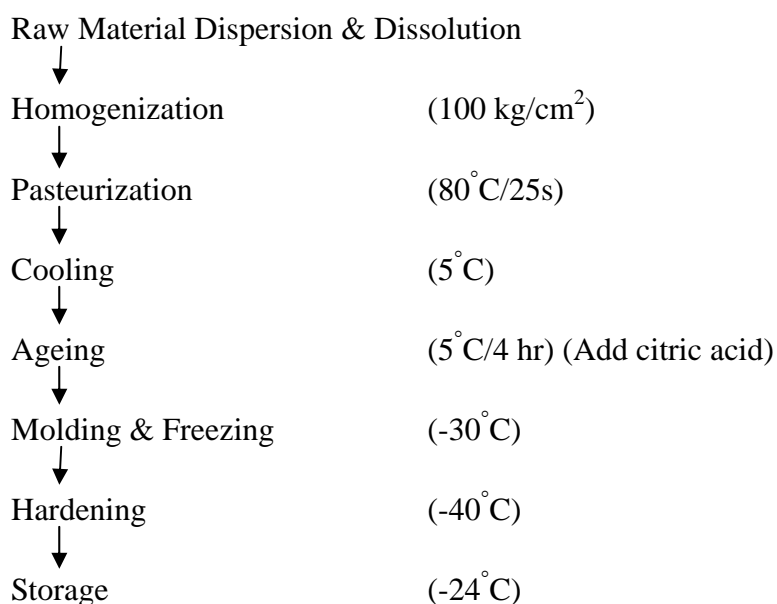 Raw Material Dispersion & Dissolution
Homogenization (100 kg/cm²)
Pasteurization (80°C/25s)
Cooling (5°C)
Ageing (5°C/4 hr) (Add citric acid)
Molding & Freezing (-30°C)
Hardening (-40°C)
Storage (-24°C)